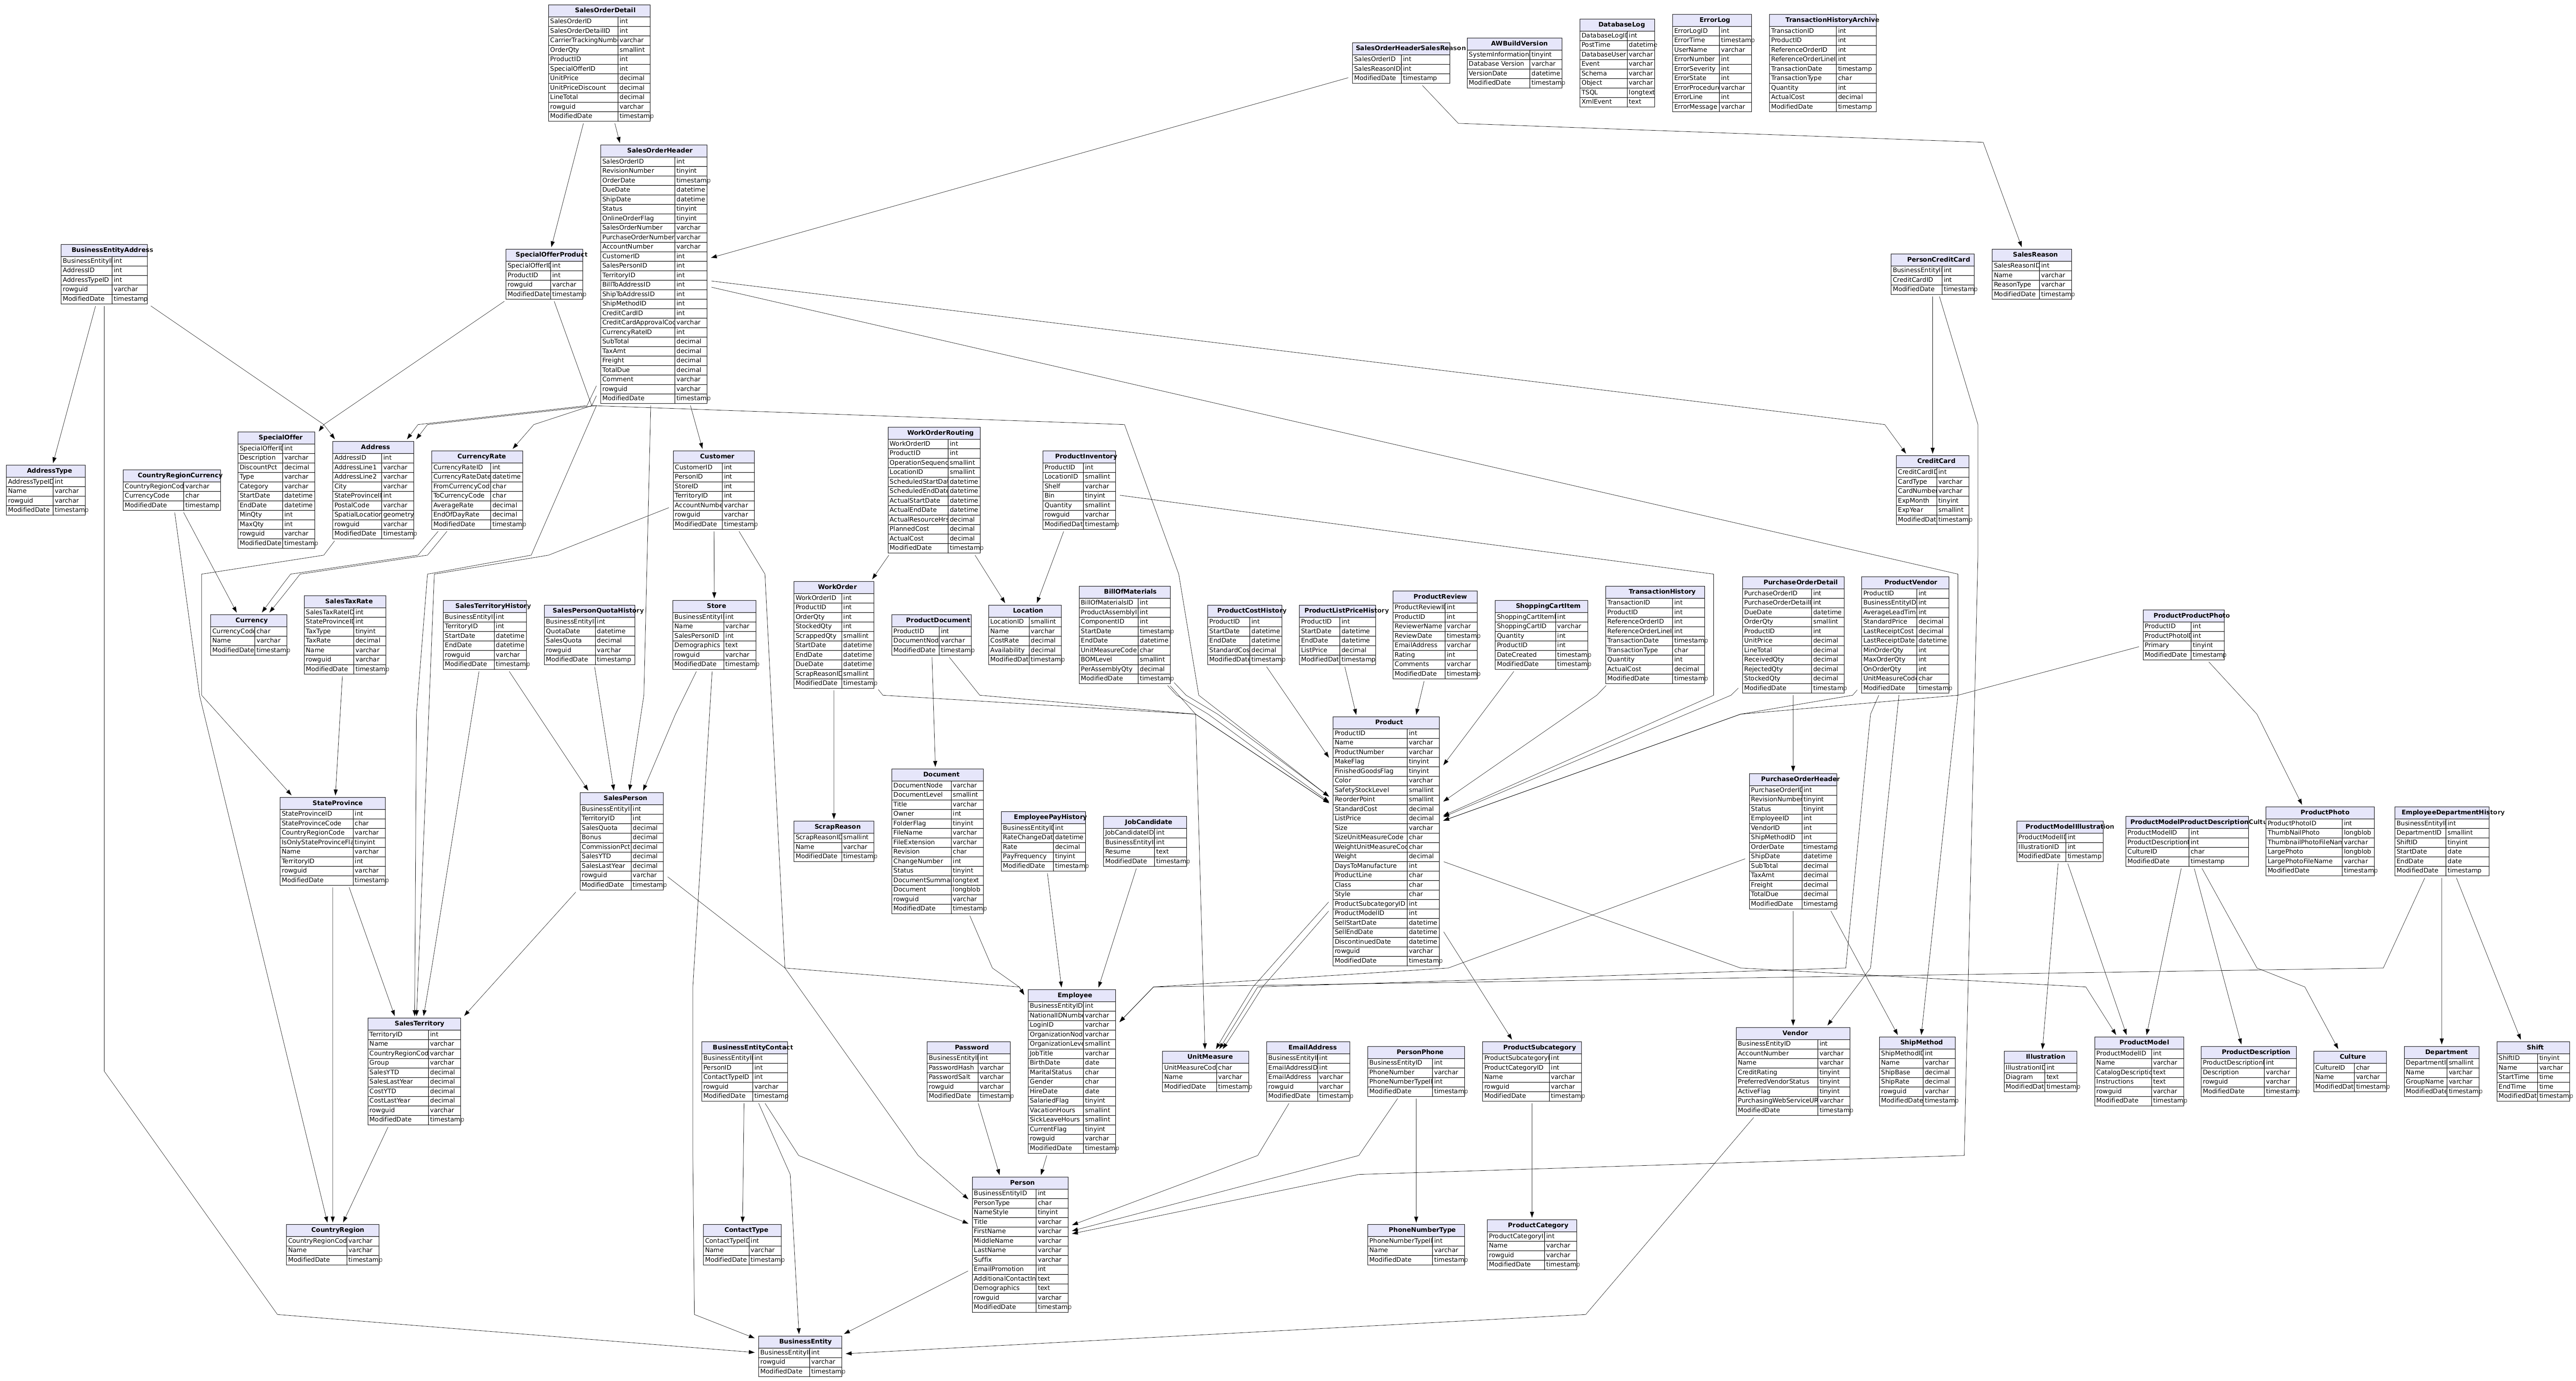 SalesOrderDetail
SalesOrderID int
SalesOrderDetailID int
CarrierTrackingNumb varchar
OrderQty smallint
ProductID int
SpecialOfferID int
UnitPrice decimal
UnitPriceDiscount decimal
LineTotal decimal
rowguid varchar
ModifiedDate timestamp
SalesOrderHeaderSalesReason
SalesOrderID int
SalesReasonID int
ModifiedDate timestamp
AWBuildVersion
SystemInformation tinyint
Database Version varchar
VersionDate datetime
ModifiedDate timestamp
DatabaseLog
DatabaseLogI int
PostTime datetime
DatabaseUser varchar
Event varchar
Schema varchar
Object varchar
TSQL longtext
XmlEvent text
ErrorLog
ErrorLogID int
ErrorTime timestamp
UserName varchar
ErrorNumber int
ErrorSeverity int
ErrorState int
ErrorProcedur varchar
ErrorLine int
ErrorMessage varchar
TransactionHistoryArchive
TransactionID int
ProductID int
ReferenceOrderID int
ReferenceOrderLineI int
TransactionDate timestamp
TransactionType char
Quantity int
ActualCost decimal
ModifiedDate timestamp
SalesOrderHeader
SalesOrderID int
RevisionNumber tinyint
OrderDate timestamp
DueDate datetime
ShipDate datetime
Status tinyint
OnlineOrderFlag tinyint
SalesOrderNumber varchar
PurchaseOrderNumber varchar
AccountNumber varchar
CustomerID int
SalesPersonID int
TerritoryID int
BillToAddressID int
ShipToAddressID int
ShipMethodID int
CreditCardID int
CreditCardApprovalCod varchar
CurrencyRateID int
SubTotal decimal
TaxAmt decimal
Freight decimal
TotalDue decimal
Comment varchar
rowguid varchar
ModifiedDate timestamp
BusinessEntityAddress
BusinessEntityI int
AddressID int
AddressTypeID int
rowguid varchar
ModifiedDate timestamp
SpecialOfferProduct
SpecialOfferI int
ProductID int
rowguid varchar
ModifiedDate timestamp
PersonCreditCard
BusinessEntityI int
CreditCardID int
ModifiedDate timestamp
SalesReason
SalesReasonID int
Name varchar
ReasonType varchar
ModifiedDate timestamp
AddressType
AddressTypeID int
Name varchar
rowguid varchar
ModifiedDate timestamp
CountryRegionCurrency
CountryRegionCod varchar
CurrencyCode char
ModifiedDate timestamp
SpecialOffer
SpecialOfferI int
Description varchar
DiscountPct decimal
Type varchar
Category varchar
StartDate datetime
EndDate datetime
MinQty int
MaxQty int
rowguid varchar
ModifiedDate timestamp
Address
AddressID int
AddressLine1 varchar
AddressLine2 varchar
City varchar
StateProvinceI int
PostalCode varchar
SpatialLocation geometry
rowguid varchar
ModifiedDate timestamp
CurrencyRate
CurrencyRateID int
CurrencyRateDate datetime
FromCurrencyCod char
ToCurrencyCode char
AverageRate decimal
EndOfDayRate decimal
ModifiedDate timestamp
Customer
CustomerID int
PersonID int
StoreID int
TerritoryID int
AccountNumbe varchar
rowguid varchar
ModifiedDate timestamp
WorkOrderRouting
WorkOrderID int
ProductID int
OperationSequenc smallint
LocationID smallint
ScheduledStartDat datetime
ScheduledEndDate datetime
ActualStartDate datetime
ActualEndDate datetime
ActualResourceHrs decimal
PlannedCost decimal
ActualCost decimal
ModifiedDate timestamp
ProductInventory
ProductID int
LocationID smallint
Shelf varchar
Bin tinyint
Quantity smallint
rowguid varchar
ModifiedDat timestamp
CreditCard
CreditCardI int
CardType varchar
CardNumber varchar
ExpMonth tinyint
ExpYear smallint
ModifiedDat timestamp
Currency
CurrencyCode char
Name varchar
ModifiedDate timestamp
SalesTaxRate
SalesTaxRateID int
StateProvinceI int
TaxType tinyint
TaxRate decimal
Name varchar
rowguid varchar
ModifiedDate timestamp
SalesTerritoryHistory
BusinessEntityI int
TerritoryID int
StartDate datetime
EndDate datetime
rowguid varchar
ModifiedDate timestamp
SalesPersonQuotaHistory
BusinessEntityI int
QuotaDate datetime
SalesQuota decimal
rowguid varchar
ModifiedDate timestamp
Store
BusinessEntityI int
Name varchar
SalesPersonID int
Demographics text
rowguid varchar
ModifiedDate timestamp
WorkOrder
WorkOrderID int
ProductID int
OrderQty int
StockedQty int
ScrappedQty smallint
StartDate datetime
EndDate datetime
DueDate datetime
ScrapReasonID smallint
ModifiedDate timestamp
ProductDocument
ProductID int
DocumentNod varchar
ModifiedDate timestamp
Location
LocationID smallint
Name varchar
CostRate decimal
Availability decimal
ModifiedDat timestamp
BillOfMaterials
BillOfMaterialsID int
ProductAssemblyI int
ComponentID int
StartDate timestamp
EndDate datetime
UnitMeasureCode char
BOMLevel smallint
PerAssemblyQty decimal
ModifiedDate timestamp
ProductCostHistory
ProductID int
StartDate datetime
EndDate datetime
StandardCos decimal
ModifiedDate timestamp
ProductListPriceHistory
ProductID int
StartDate datetime
EndDate datetime
ListPrice decimal
ModifiedDat timestamp
ProductReview
ProductReviewI int
ProductID int
ReviewerName varchar
ReviewDate timestamp
EmailAddress varchar
Rating int
Comments varchar
ModifiedDate timestamp
ShoppingCartItem
ShoppingCartItem int
ShoppingCartID varchar
Quantity int
ProductID int
DateCreated timestamp
ModifiedDate timestamp
TransactionHistory
TransactionID int
ProductID int
ReferenceOrderID int
ReferenceOrderLineI int
TransactionDate timestamp
TransactionType char
Quantity int
ActualCost decimal
ModifiedDate timestamp
PurchaseOrderDetail
PurchaseOrderID int
PurchaseOrderDetailI int
DueDate datetime
OrderQty smallint
ProductID int
UnitPrice decimal
LineTotal decimal
ReceivedQty decimal
RejectedQty decimal
StockedQty decimal
ModifiedDate timestamp
ProductVendor
ProductID int
BusinessEntityID int
AverageLeadTim int
StandardPrice decimal
LastReceiptCost decimal
LastReceiptDate datetime
MinOrderQty int
MaxOrderQty int
OnOrderQty int
UnitMeasureCode char
ModifiedDate timestamp
ProductProductPhoto
ProductID int
ProductPhotoID int
Primary tinyint
ModifiedDate timestamp
Product
ProductID int
Name varchar
ProductNumber varchar
MakeFlag tinyint
FinishedGoodsFlag tinyint
Color varchar
SafetyStockLevel smallint
ReorderPoint smallint
StandardCost decimal
ListPrice decimal
Size varchar
SizeUnitMeasureCode char
WeightUnitMeasureCod char
Weight decimal
DaysToManufacture int
ProductLine char
Class char
Style char
ProductSubcategoryID int
ProductModelID int
SellStartDate datetime
SellEndDate datetime
DiscontinuedDate datetime
rowguid varchar
ModifiedDate timestamp
StateProvince
StateProvinceID int
StateProvinceCode char
CountryRegionCode varchar
IsOnlyStateProvinceFla tinyint
Name varchar
TerritoryID int
rowguid varchar
ModifiedDate timestamp
SalesPerson
BusinessEntityI int
TerritoryID int
SalesQuota decimal
Bonus decimal
CommissionPct decimal
SalesYTD decimal
SalesLastYear decimal
rowguid varchar
ModifiedDate timestamp
ScrapReason
ScrapReasonID smallint
Name varchar
ModifiedDate timestamp
Document
DocumentNode varchar
DocumentLevel smallint
Title varchar
Owner int
FolderFlag tinyint
FileName varchar
FileExtension varchar
Revision char
ChangeNumber int
Status tinyint
DocumentSumma longtext
Document longblob
rowguid varchar
ModifiedDate timestamp
EmployeePayHistory
BusinessEntityID int
RateChangeDat datetime
Rate decimal
PayFrequency tinyint
ModifiedDate timestamp
JobCandidate
JobCandidateID int
BusinessEntityI int
Resume text
ModifiedDate timestamp
PurchaseOrderHeader
PurchaseOrderI int
RevisionNumber tinyint
Status tinyint
EmployeeID int
VendorID int
ShipMethodID int
OrderDate timestamp
ShipDate datetime
SubTotal decimal
TaxAmt decimal
Freight decimal
TotalDue decimal
ModifiedDate timestamp
ProductModelIllustration
ProductModelID int
IllustrationID int
ModifiedDate timestamp
ProductModelProductDescriptionCultu
ProductModelID int
ProductDescription int
CultureID char
ModifiedDate timestamp
ProductPhoto
ProductPhotoID int
ThumbNailPhoto longblob
ThumbnailPhotoFileNam varchar
LargePhoto longblob
LargePhotoFileName varchar
ModifiedDate timestamp
EmployeeDepartmentHistory
BusinessEntityI int
DepartmentID smallint
ShiftID tinyint
StartDate date
EndDate date
ModifiedDate timestamp
SalesTerritory
TerritoryID int
Name varchar
CountryRegionCod varchar
Group varchar
SalesYTD decimal
SalesLastYear decimal
CostYTD decimal
CostLastYear decimal
rowguid varchar
ModifiedDate timestamp
BusinessEntityContact
BusinessEntityI int
PersonID int
ContactTypeID int
rowguid varchar
ModifiedDate timestamp
Password
BusinessEntityI int
PasswordHash varchar
PasswordSalt varchar
rowguid varchar
ModifiedDate timestamp
Employee
BusinessEntityID int
NationalIDNumb varchar
LoginID varchar
OrganizationNod varchar
OrganizationLeve smallint
JobTitle varchar
BirthDate date
MaritalStatus char
Gender char
HireDate date
SalariedFlag tinyint
VacationHours smallint
SickLeaveHours smallint
CurrentFlag tinyint
rowguid varchar
ModifiedDate timestamp
UnitMeasure
UnitMeasureCod char
Name varchar
ModifiedDate timestamp
EmailAddress
BusinessEntityI int
EmailAddressID int
EmailAddress varchar
rowguid varchar
ModifiedDate timestamp
PersonPhone
BusinessEntityID int
PhoneNumber varchar
PhoneNumberTypeI int
ModifiedDate timestamp
ProductSubcategory
ProductSubcategoryI int
ProductCategoryID int
Name varchar
rowguid varchar
ModifiedDate timestamp
Vendor
BusinessEntityID int
AccountNumber varchar
Name varchar
CreditRating tinyint
PreferredVendorStatus tinyint
ActiveFlag tinyint
PurchasingWebServiceUR varchar
ModifiedDate timestamp
ShipMethod
ShipMethodI int
Name varchar
ShipBase decimal
ShipRate decimal
rowguid varchar
ModifiedDate timestamp
Illustration
IllustrationID int
Diagram text
ModifiedDat timestamp
ProductModel
ProductModelID int
Name varchar
CatalogDescriptio text
Instructions text
rowguid varchar
ModifiedDate timestamp
ProductDescription
ProductDescriptionI int
Description varchar
rowguid varchar
ModifiedDate timestamp
Culture
CultureID char
Name varchar
ModifiedDat timestamp
Department
DepartmentI smallint
Name varchar
GroupName varchar
ModifiedDate timestamp
Shift
ShiftID tinyint
Name varchar
StartTime time
EndTime time
ModifiedDat timestamp
Person
BusinessEntityID int
PersonType char
NameStyle tinyint
Title varchar
FirstName varchar
MiddleName varchar
LastName varchar
Suffix varchar
EmailPromotion int
AdditionalContactIn text
Demographics text
rowguid varchar
ModifiedDate timestamp
CountryRegion
CountryRegionCod varchar
Name varchar
ModifiedDate timestamp
ContactType
ContactTypeI int
Name varchar
ModifiedDate timestamp
PhoneNumberType
PhoneNumberTypeI int
Name varchar
ModifiedDate timestamp
ProductCategory
ProductCategoryI int
Name varchar
rowguid varchar
ModifiedDate timestamp
BusinessEntity
BusinessEntityI int
rowguid varchar
ModifiedDate timestamp